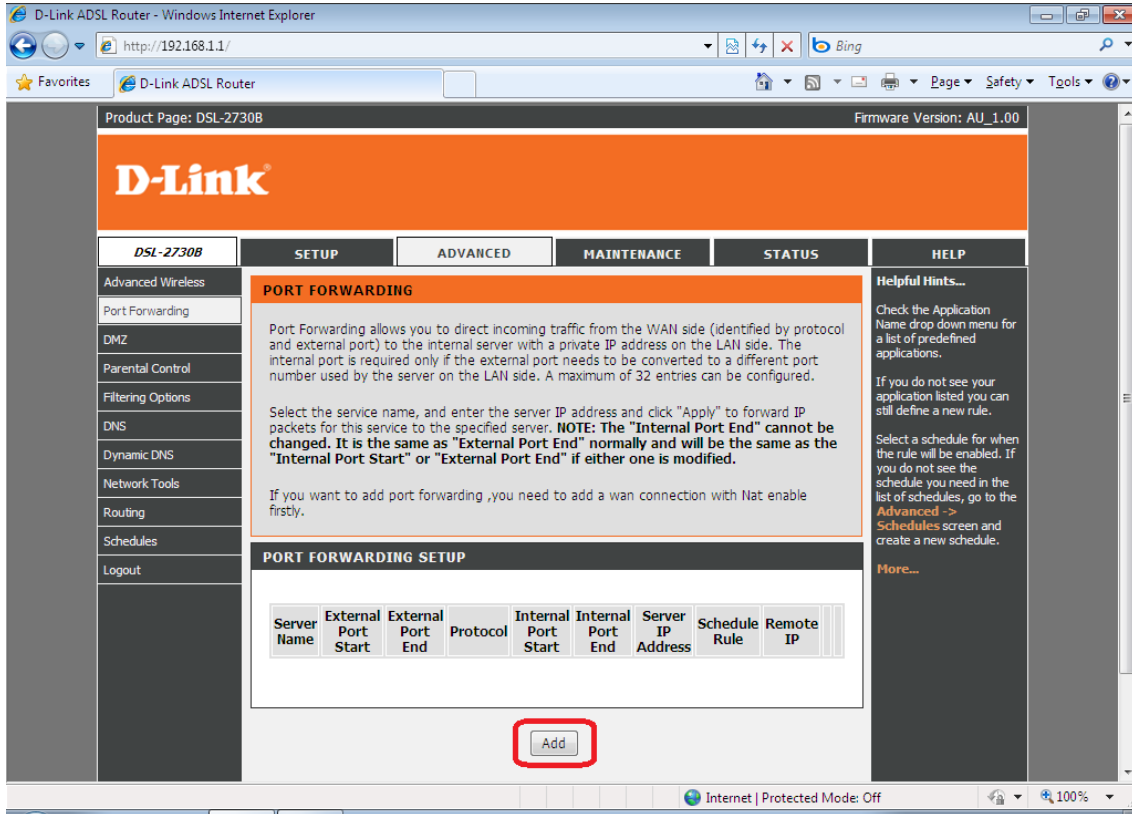 D-Link ADSL Router - Windows Internet Explorer
http://192.168.1.1/
Bing
Favorites
D-Link ADSL Router
Page
Safety
Tools
Product Page: DSL-2730B
Firmware Version: AU_1.00
D-Link®
DSL-2730B
SETUP
ADVANCED
MAINTENANCE
STATUS
HELP
Advanced Wireless
Port Forwarding
DMZ
Parental Control
Filtering Options
DNS
Dynamic DNS
Network Tools
Routing
Schedules
Logout
PORT FORWARDING
Port Forwarding allows you to direct incoming traffic from the WAN side (identified by protocol
and external port) to the internal server with a private IP address on the LAN side. The
internal port is required only if the external port needs to be converted to a different port
number used by the server on the LAN side. A maximum of 32 entries can be configured.
Select the service name, and enter the server IP address and click "Apply" to forward IP
packets for this service to the specified server. NOTE: The "Internal Port End" cannot be
changed. It is the same as "External Port End" normally and will be the same as the
"Internal Port Start" or "External Port End" if either one is modified.
If you want to add port forwarding ,you need to add a wan connection with Nat enable
firstly.
PORT FORWARDING SETUP
Server Name
External Port Start
External Port End
Protocol
Internal Port Start
Internal Port End
Server IP Address
Schedule Rule
Remote IP
Add
Helpful Hints...
Check the Application
Name drop down menu for
a list of predefined
applications.
If you do not see your
application listed you can
still define a new rule.
Select a schedule for when
the rule will be enabled. If
you do not see the
schedule you need in the
list of schedules, go to the
Advanced ->
Schedules screen and
create a new schedule.
More...
Internet | Protected Mode: Off
100%